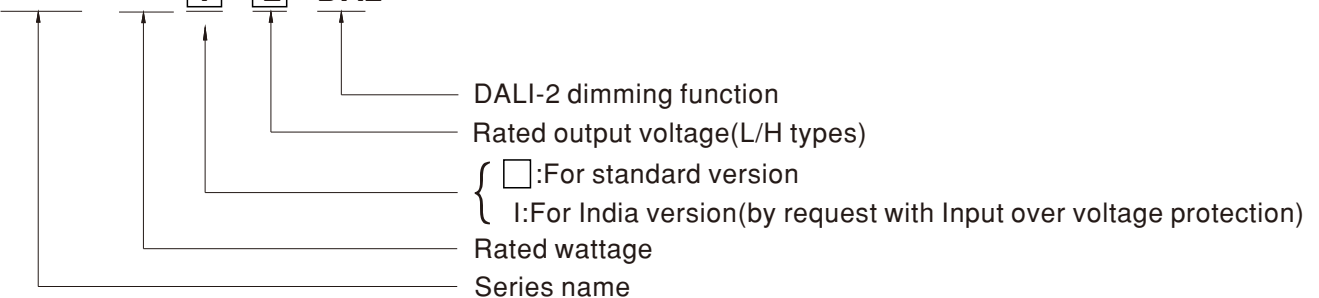 DALI-2 dimming function
Rated output voltage(L/H types)
:For standard version
I:For India version(by request with Input over voltage protection)
Rated wattage
Series name